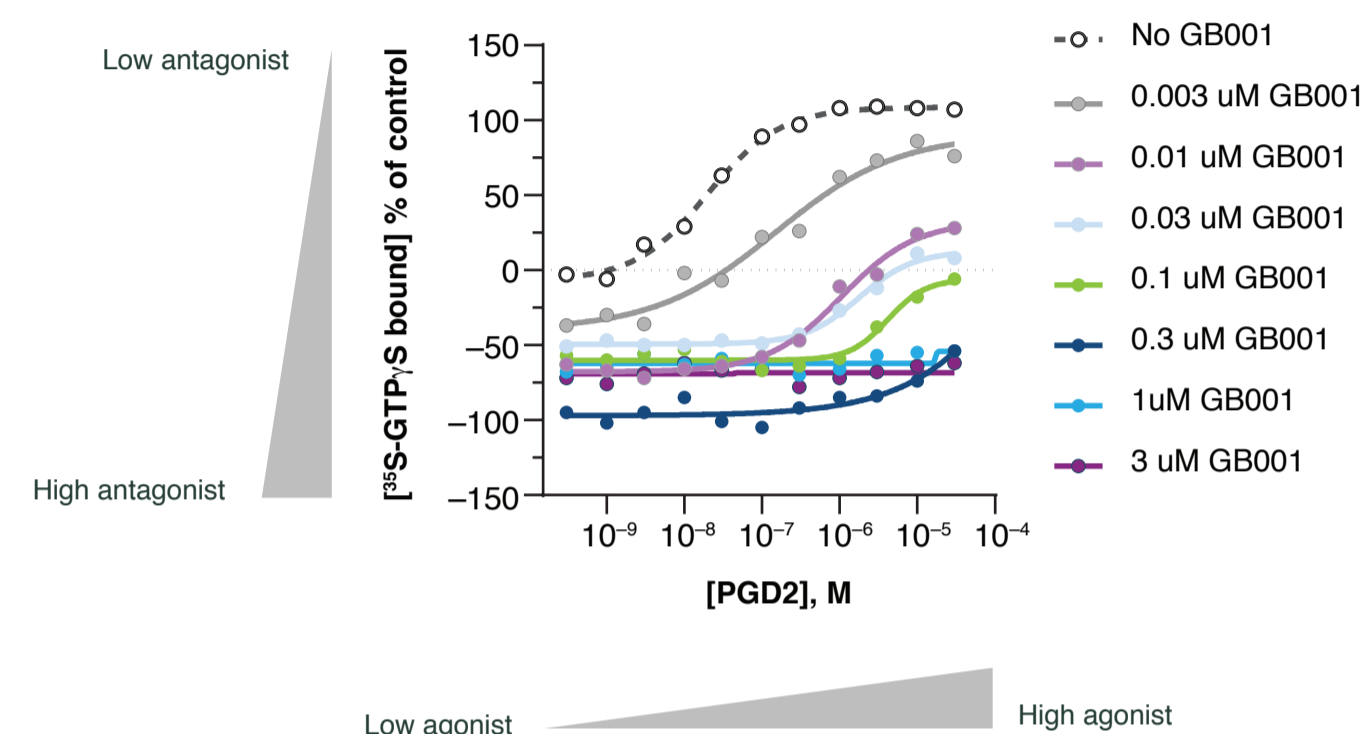 Low antagonist
High antagonist
[³⁵S-GTPγS bound] % of control
150
100
50
0
−50
−100
−150
10⁻⁹ 10⁻⁸ 10⁻⁷ 10⁻⁶ 10⁻⁵ 10⁻⁴
[PGD2], M
No GB001
0.003 uM GB001
0.01 uM GB001
0.03 uM GB001
0.1 uM GB001
0.3 uM GB001
1uM GB001
3 uM GB001
Low agonist
High agonist